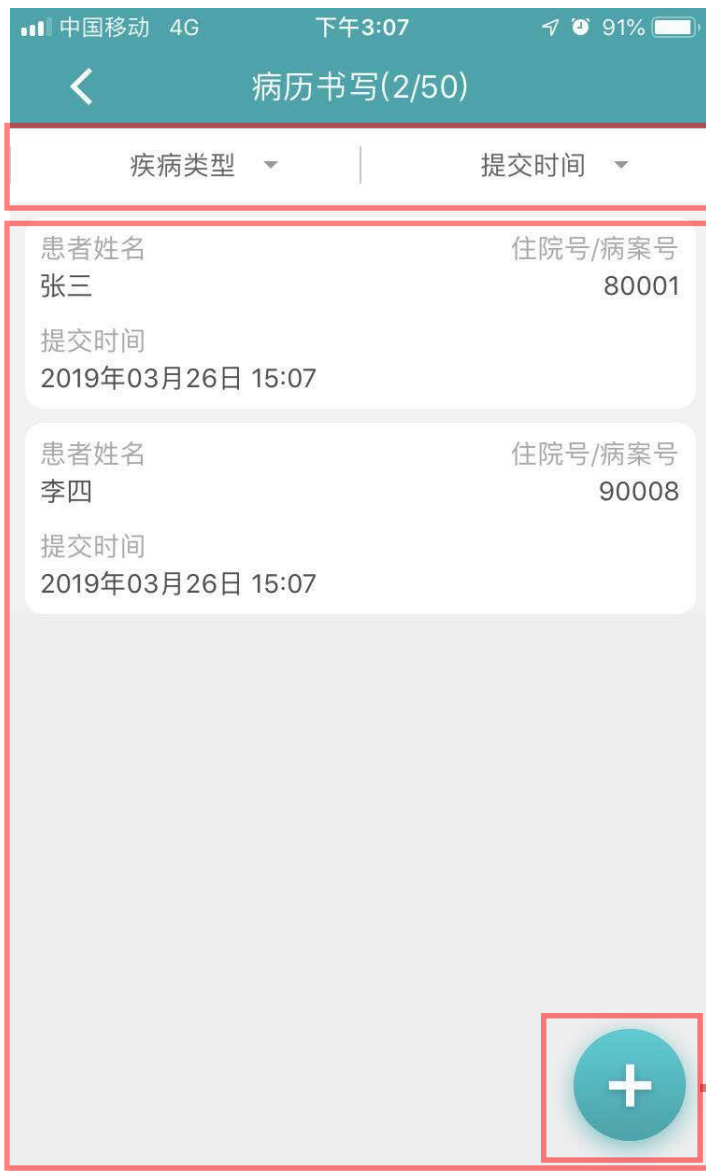 中国移动 4G 下午3:07 91%
病历书写(2/50)
疾病类型 提交时间
患者姓名 住院号/病案号
张三 80001
提交时间
2019年03月26日 15:07
患者姓名 住院号/病案号
李四 90008
提交时间
2019年03月26日 15:07